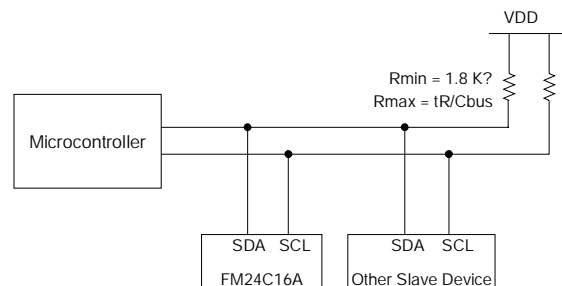 VDD
Rmin = 1.8 K?
Rmax = tR/Cbus
Microcontroller
SDA SCL
SDA SCL
FM24C16A
Other Slave Device